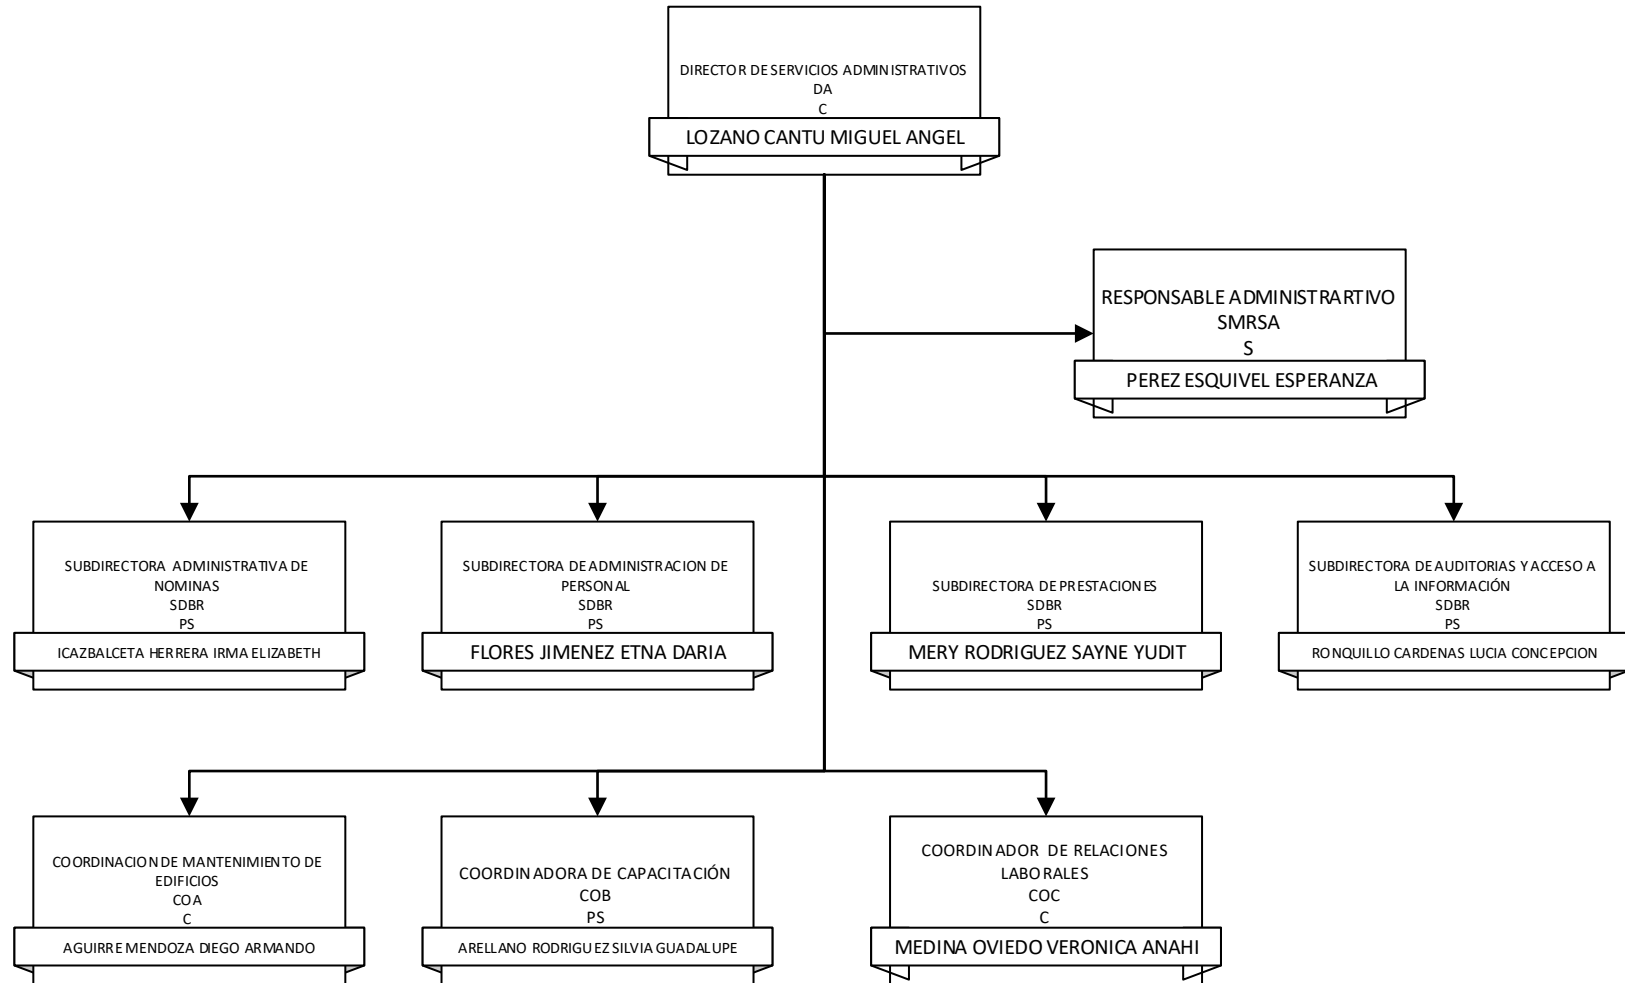 DIRECTOR DE SERVICIOS ADMINISTRATIVOS
DA
C
LOZANO CANTU MIGUEL ANGEL
RESPONSABLE ADMINISTRARTIVO
SMRSA
S
PEREZ ESQUIVEL ESPERANZA
SUBDIRECTORA ADMINISTRATIVA DE
NOMINAS
SDBR
PS
ICAZBALCETA HERRERA IRMA ELIZABETH
SUBDIRECTORA DE ADMINISTRACION DE
PERSONAL
SDBR
PS
FLORES JIMENEZ ETNA DARIA
SUBDIRECTORA DE PRESTACIONES
SDBR
PS
MERY RODRIGUEZ SAYNE YUDIT
SUBDIRECTORA DE AUDITORIAS Y ACCESO A
LA INFORMACIÓN
SDBR
PS
RONQUILLO CARDENAS LUCIA CONCEPCION
COORDINACION DE MANTENIMIENTO DE
EDIFICIOS
COA
C
AGUIRRE MENDOZA DIEGO ARMANDO
COORDINADORA DE CAPACITACIÓN
COB
PS
ARELLANO RODRIGUEZ SILVIA GUADALUPE
COORDINADOR DE RELACIONES
LABORALES
COC
C
MEDINA OVIEDO VERONICA ANAHI